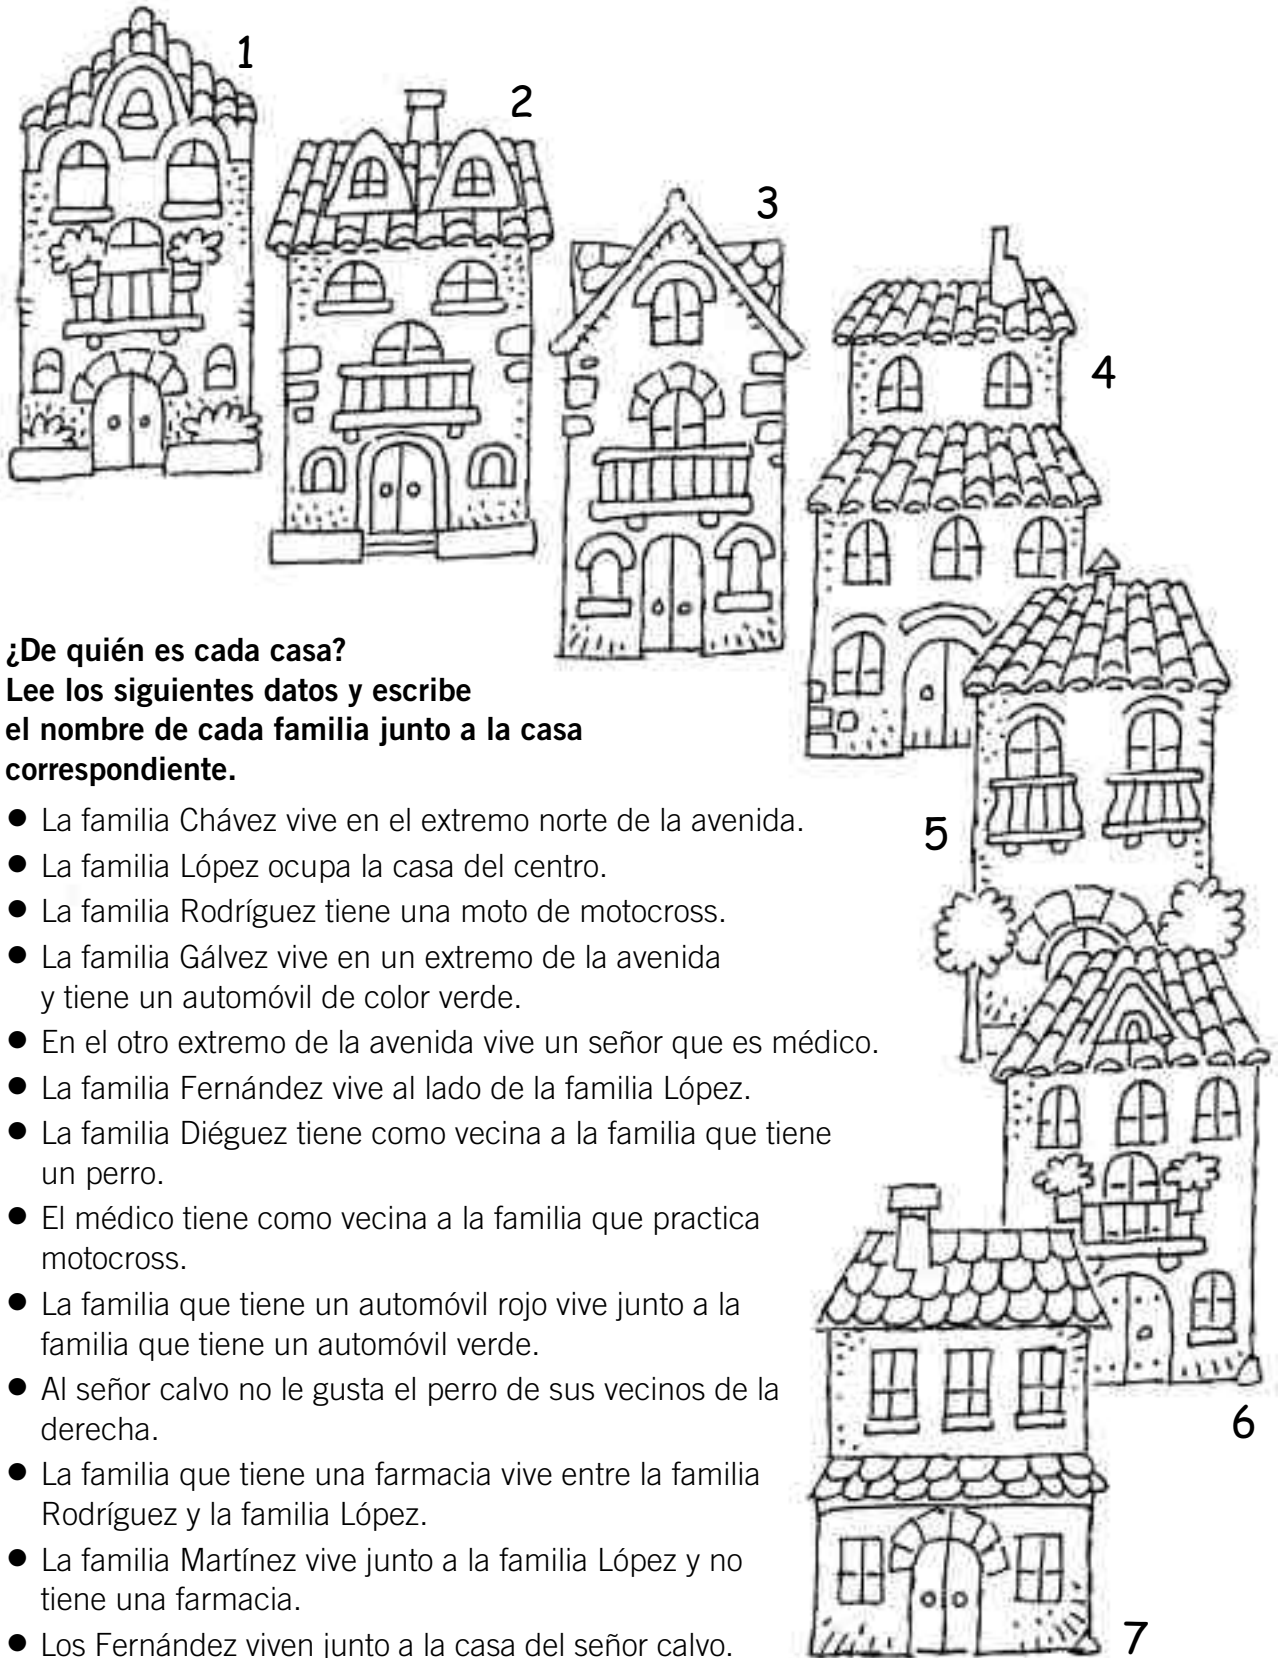 1
2
3
4
¿De quién es cada casa?
Lee los siguientes datos y escribe
el nombre de cada familia junto a la casa
correspondiente.
● La familia Chávez vive en el extremo norte de la avenida.
5
● La familia López ocupa la casa del centro.
● La familia Rodríguez tiene una moto de motocross.
● La familia Gálvez vive en un extremo de la avenida
y tiene un automóvil de color verde.
● En el otro extremo de la avenida vive un señor que es médico.
● La familia Fernández vive al lado de la familia López.
● La familia Diéguez tiene como vecina a la familia que tiene
un perro.
● El médico tiene como vecina a la familia que practica
motocross.
● La familia que tiene un automóvil rojo vive junto a la
familia que tiene un automóvil verde.
● Al señor calvo no le gusta el perro de sus vecinos de la
derecha.
6
● La familia que tiene una farmacia vive entre la familia
Rodríguez y la familia López.
● La familia Martínez vive junto a la familia López y no
tiene una farmacia.
● Los Fernández viven junto a la casa del señor calvo.
7